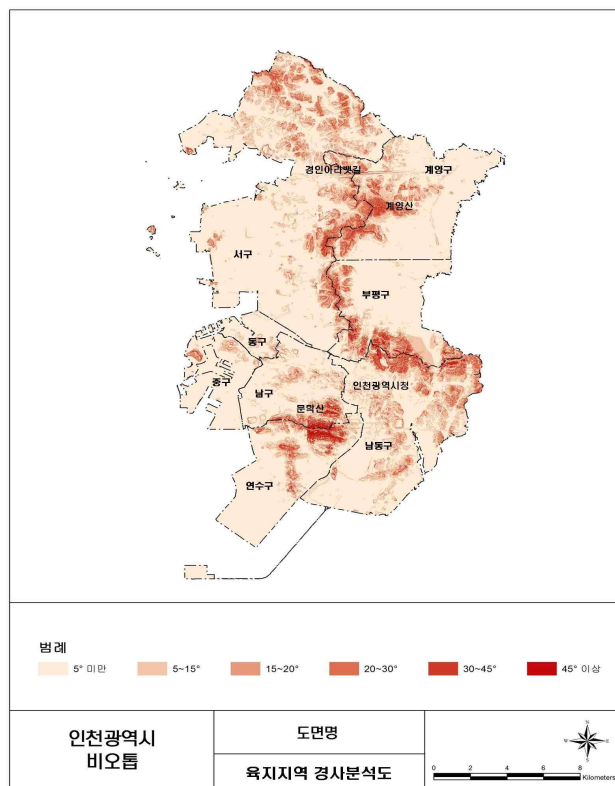 경인아라뱃길
계양구
계양산
서구
부평구
동구
중구
남구
인천광역시청
문학산
남동구
연수구
범례
5° 미만
5~15°
15~20°
20~30°
30~45°
45° 이상
인천광역시
비오톱
도면명
육지지역 경사분석도
N
W E
S
0 2 4 6 8
Kilometers